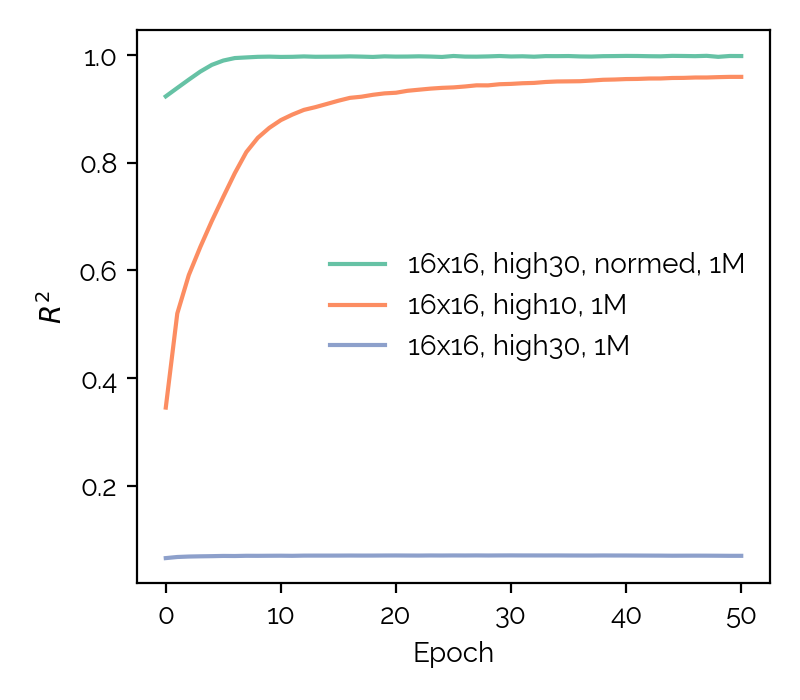 1.0
0.8
0.6
0.4
0.2
R²
16x16, high30, normed, 1M
16x16, high10, 1M
16x16, high30, 1M
0 10 20 30 40 50
Epoch